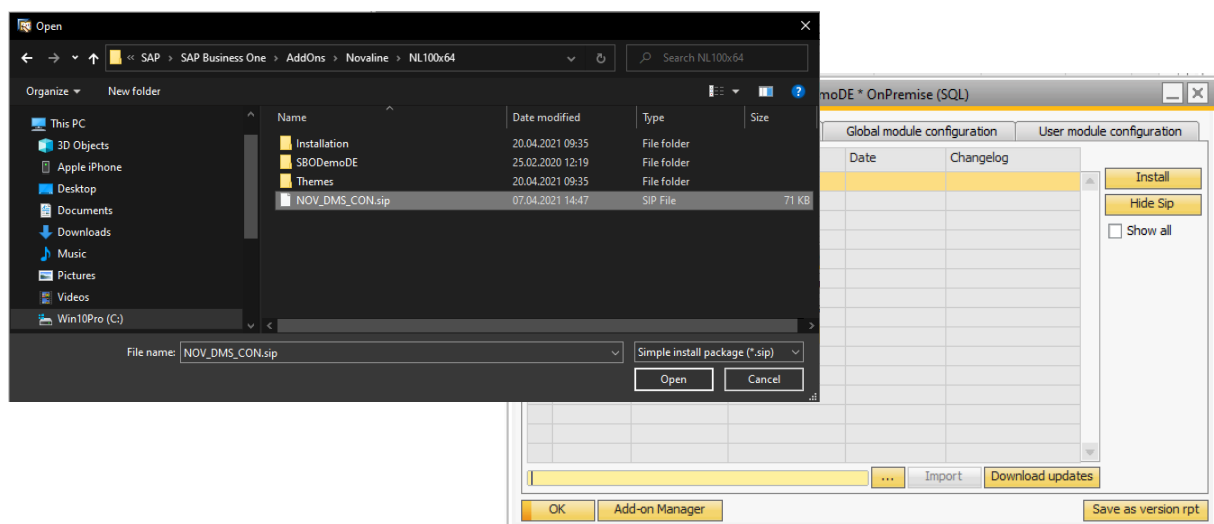 Open
« SAP › SAP Business One › AddOns › Novaline › NL100x64
Search NL100x64
Organize
New folder
This PC
3D Objects
Apple iPhone
Desktop
Documents
Downloads
Music
Pictures
Videos
Win10Pro (C:)
Name Date modified Type Size
Installation 20.04.2021 09:35 File folder
SBODemoDE 25.02.2020 12:19 File folder
Themes 20.04.2021 09:35 File folder
NOV_DMS_CON.sip 07.04.2021 14:47 SIP File 71 KB
File name: NOV_DMS_CON.sip
Simple install package (*.sip)
Open Cancel
moDE * OnPremise (SQL)
Global module configuration User module configuration
Date Changelog
Install
Hide Sip
Show all
... Import Download updates
OK Add-on Manager Save as version rpt